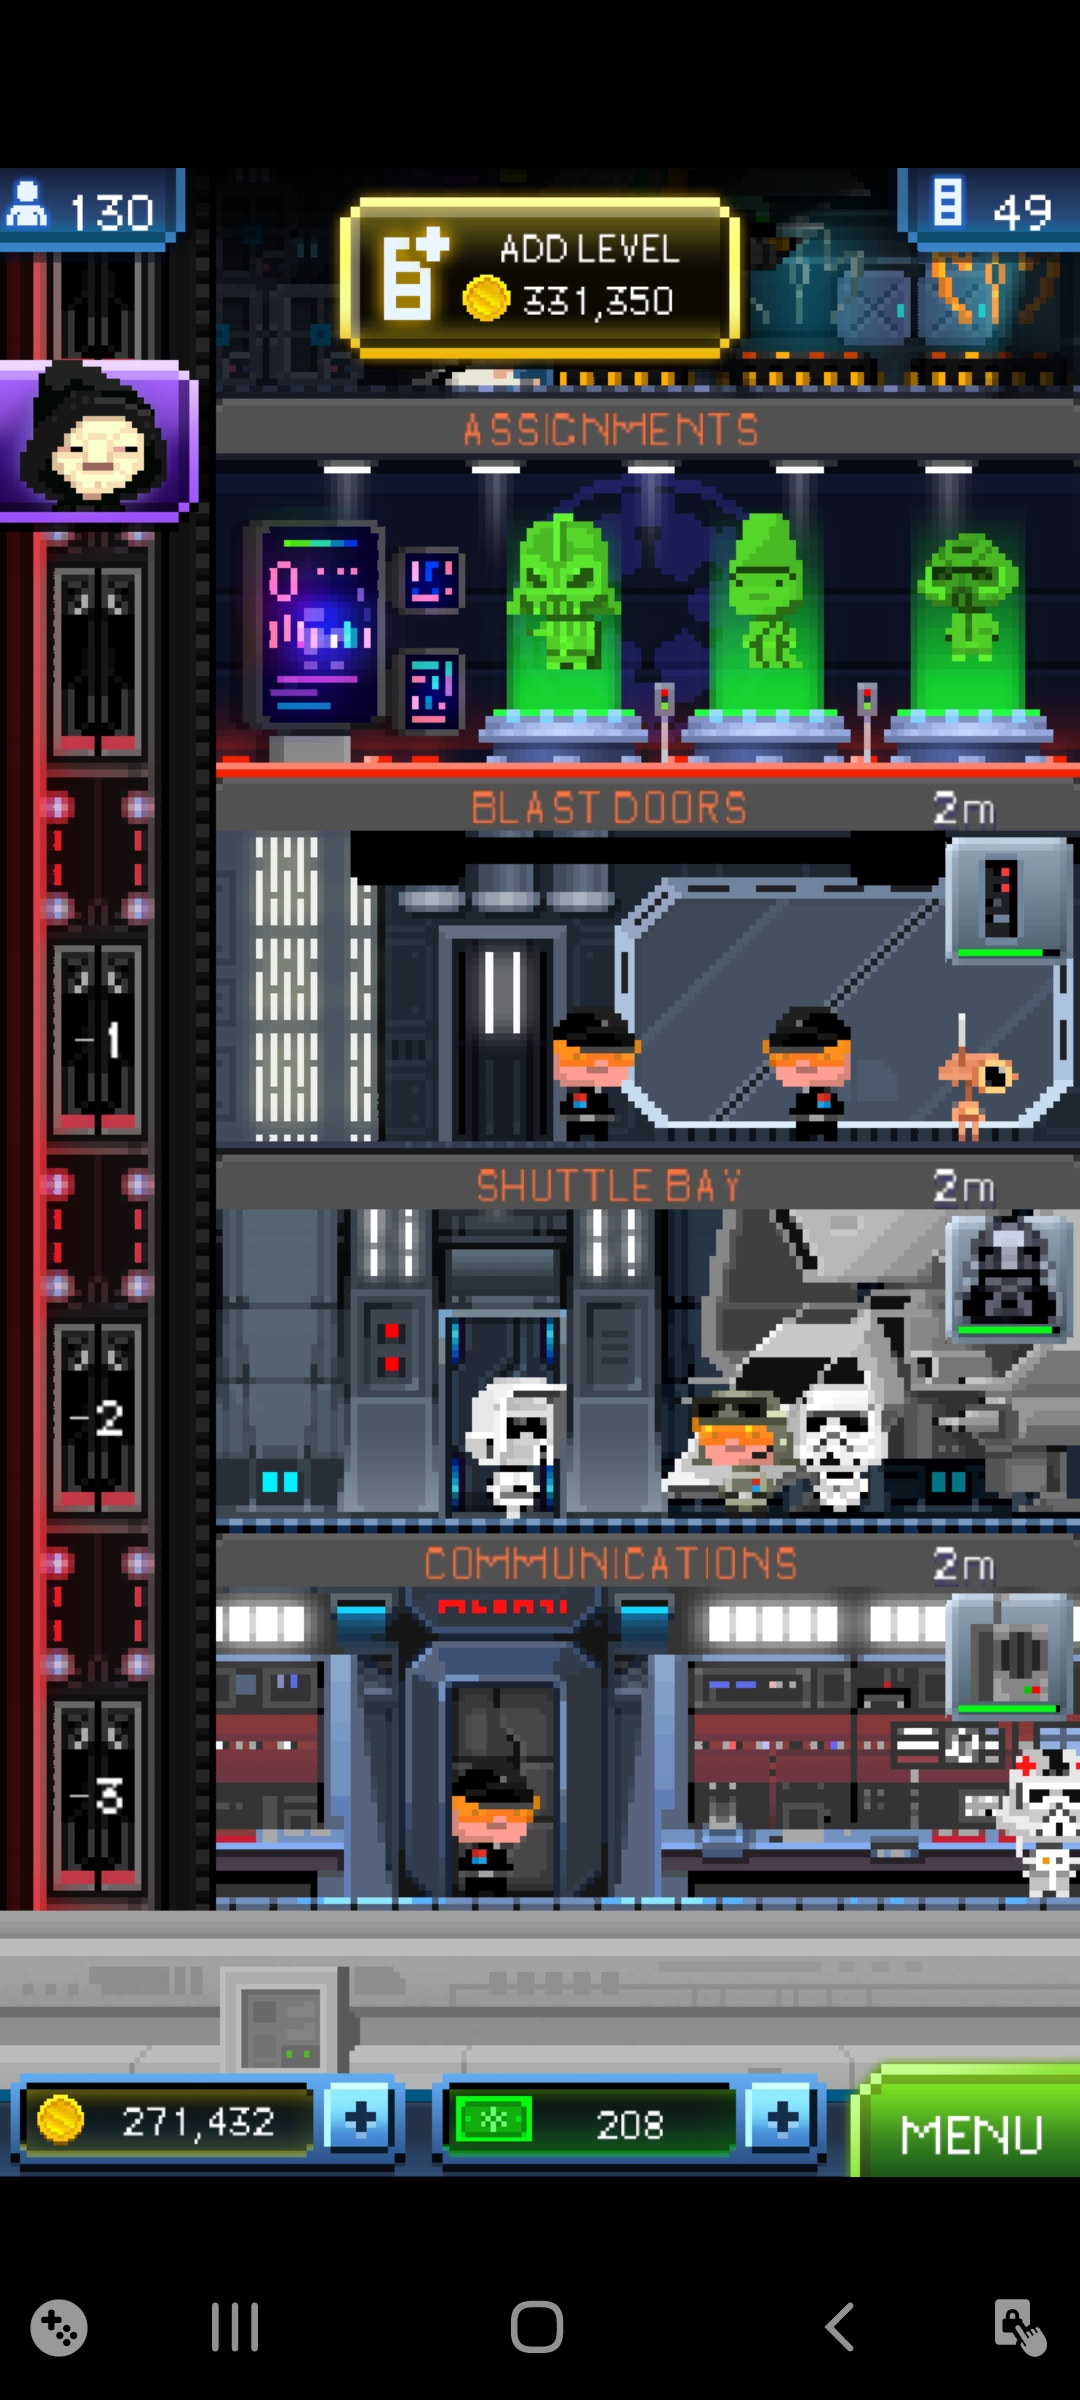 130
ADD LEVEL
331,350
49
ASSIGNMENTS
BLAST DOORS 2m
-1
SHUTTLE BAY 2m
-2
COMMUNICATIONS 2m
-3
271,432
208
MENU